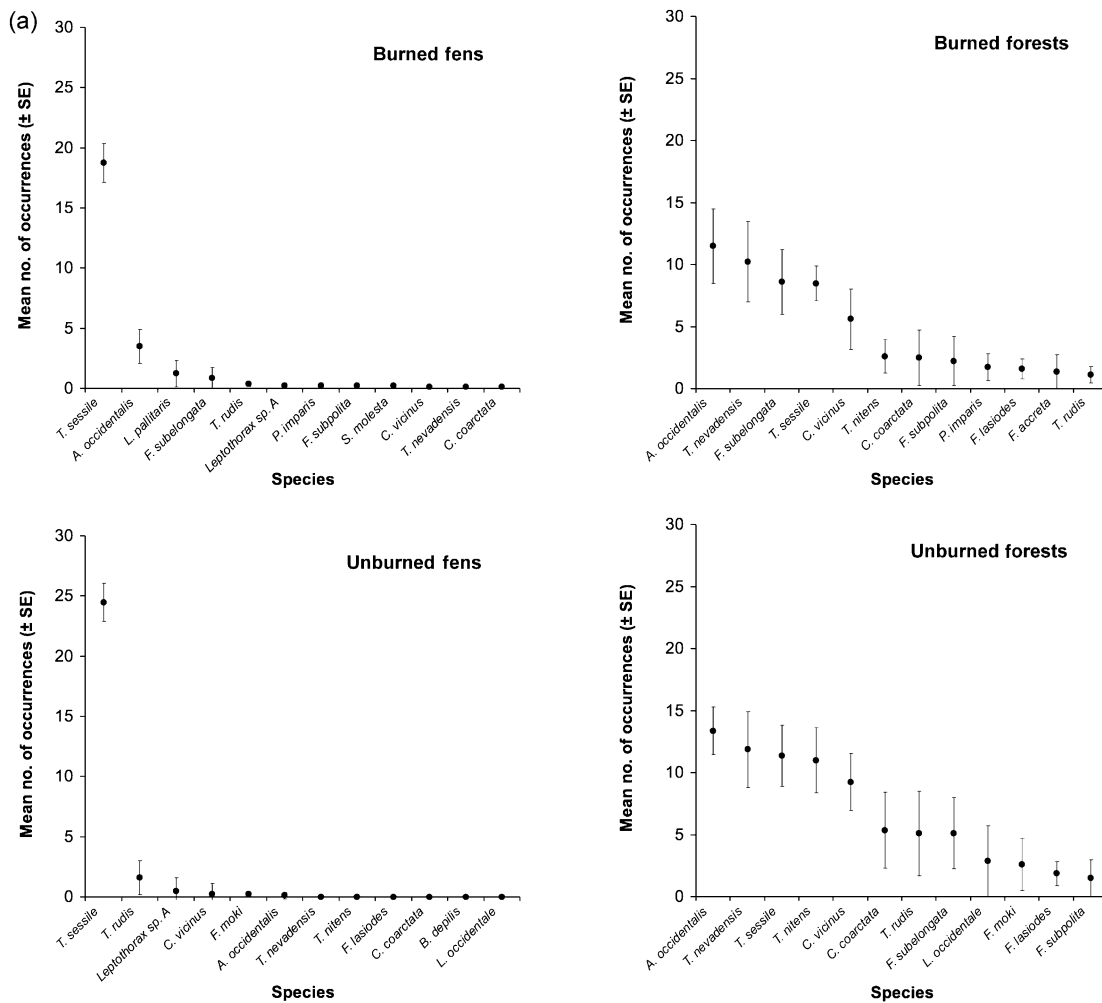 (a)
Burned fens
Mean no. of occurrences (± SE)
30
25
20
15
10
5
0
T. sessile
A. occidentalis
L. pallitaris
F. subelongata
T. rudis
Leptothorax sp. A
P. imparis
F. subpolita
S. molesta
C. vicinus
T. nevadensis
C. coarctata
Species
Burned forests
Mean no. of occurrences (± SE)
30
25
20
15
10
5
0
A. occidentalis
T. nevadensis
F. subelongata
T. sessile
C. vicinus
T. nitens
C. coarctata
F. subpolita
P. imparis
F. lasiodes
F. accreta
T. rudis
Species
Unburned fens
Mean no. of occurrences (± SE)
30
25
20
15
10
5
0
T. sessile
T. rudis
Leptothorax sp. A
C. vicinus
F. moki
A. occidentalis
T. nevadensis
T. nitens
F. lasiodes
C. coarctata
B. depilis
L. occidentale
Species
Unburned forests
Mean no. of occurrences (± SE)
30
25
20
15
10
5
0
A. occidentalis
T. nevadensis
T. sessile
T. nitens
C. vicinus
C. coarctata
T. rudis
F. subelongata
L. occidentale
F. moki
F. lasiodes
F. subpolita
Species